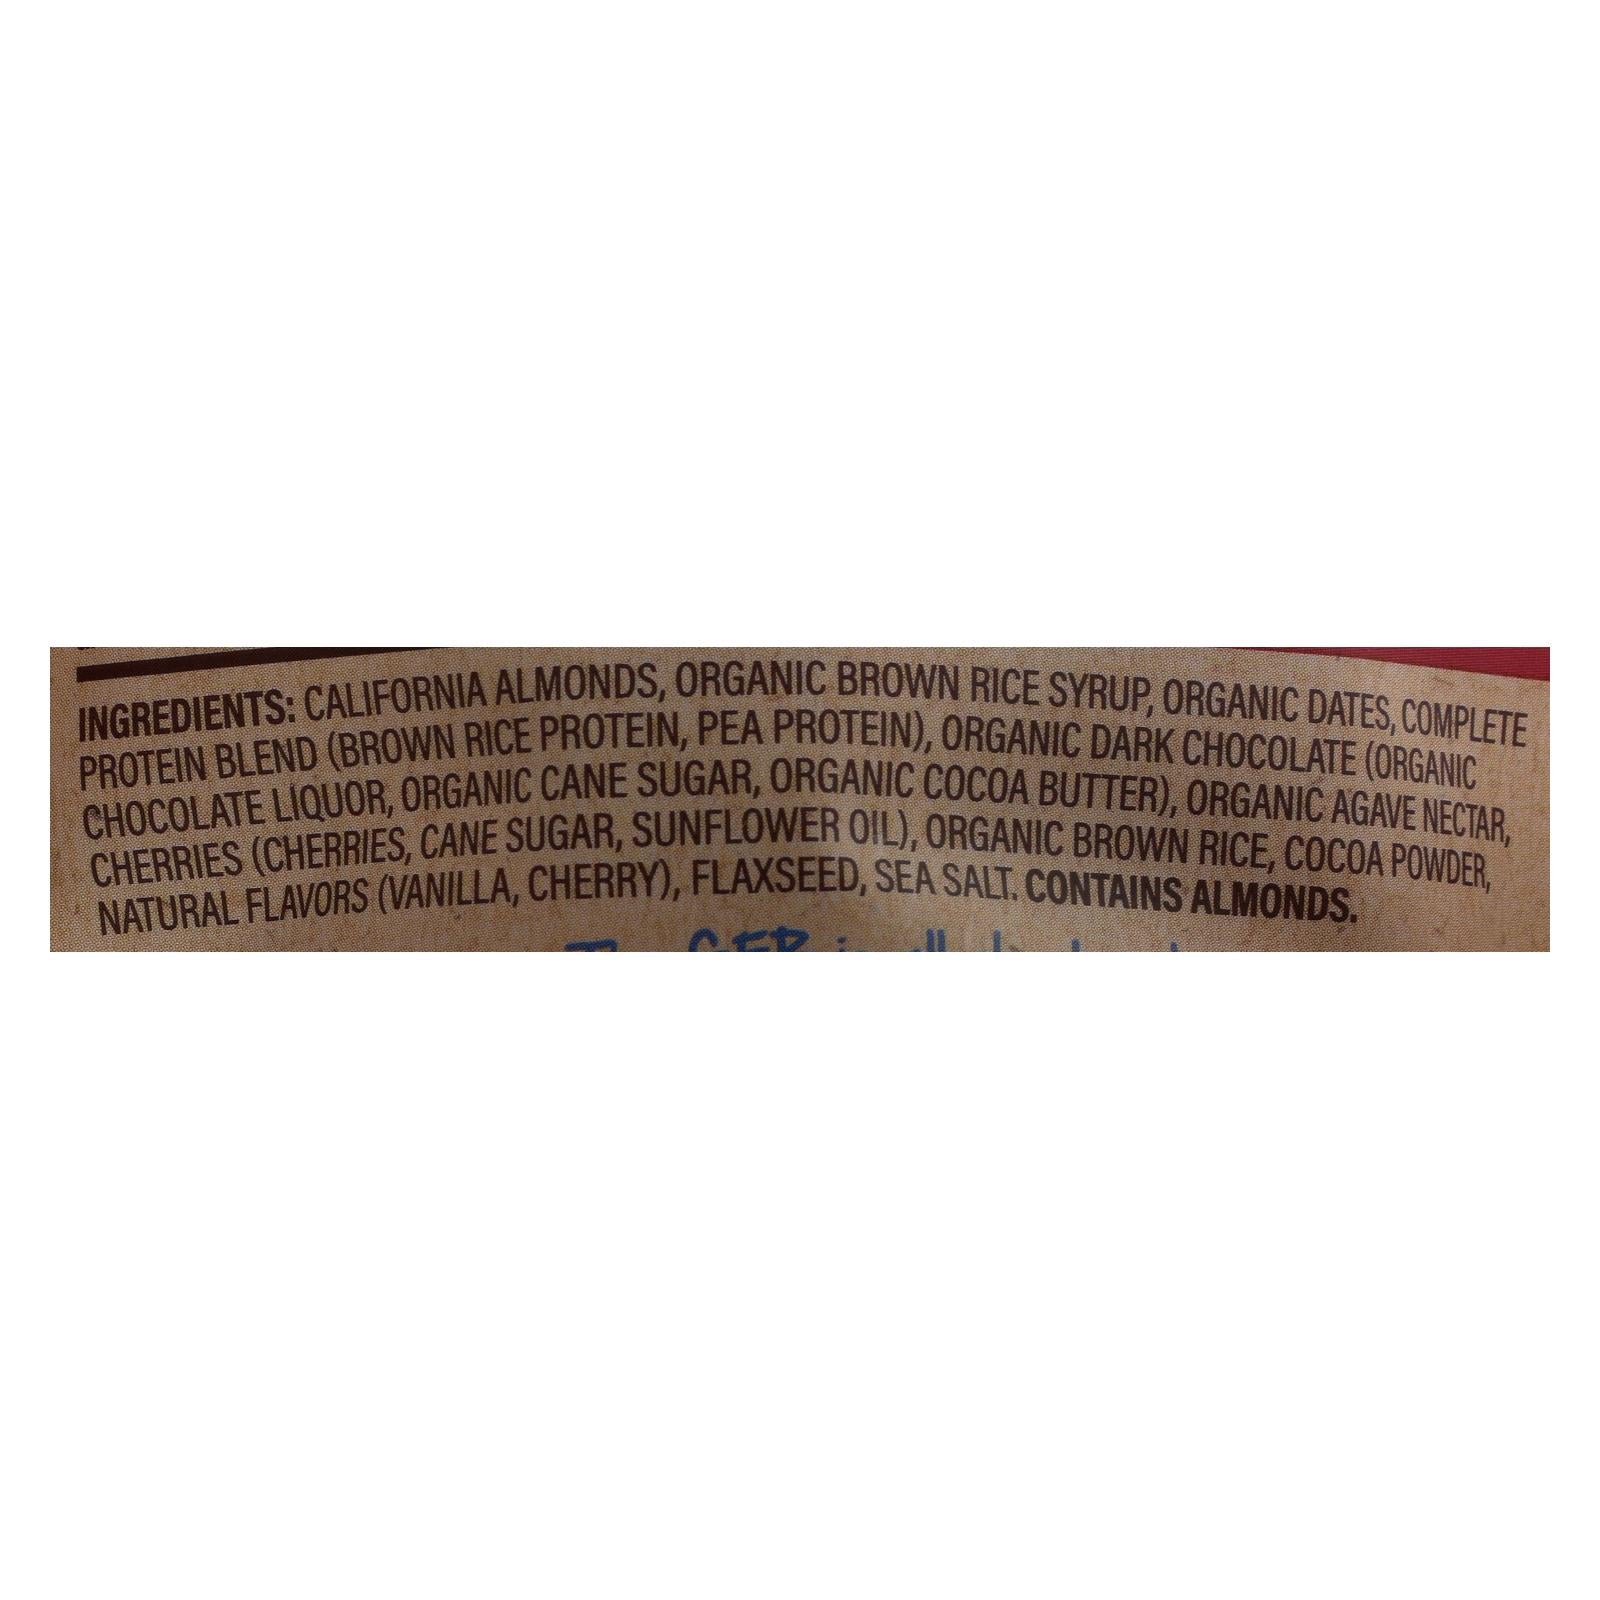 INGREDIENTS: CALIFORNIA ALMONDS, ORGANIC BROWN RICE SYRUP, ORGANIC DATES, COMPLETE
PROTEIN BLEND (BROWN RICE PROTEIN, PEA PROTEIN), ORGANIC DARK CHOCOLATE (ORGANIC
CHOCOLATE LIQUOR, ORGANIC CANE SUGAR, ORGANIC COCOA BUTTER), ORGANIC AGAVE NECTAR,
CHERRIES (CHERRIES, CANE SUGAR, SUNFLOWER OIL), ORGANIC BROWN RICE, COCOA POWDER,
NATURAL FLAVORS (VANILLA, CHERRY), FLAXSEED, SEA SALT. CONTAINS ALMONDS.